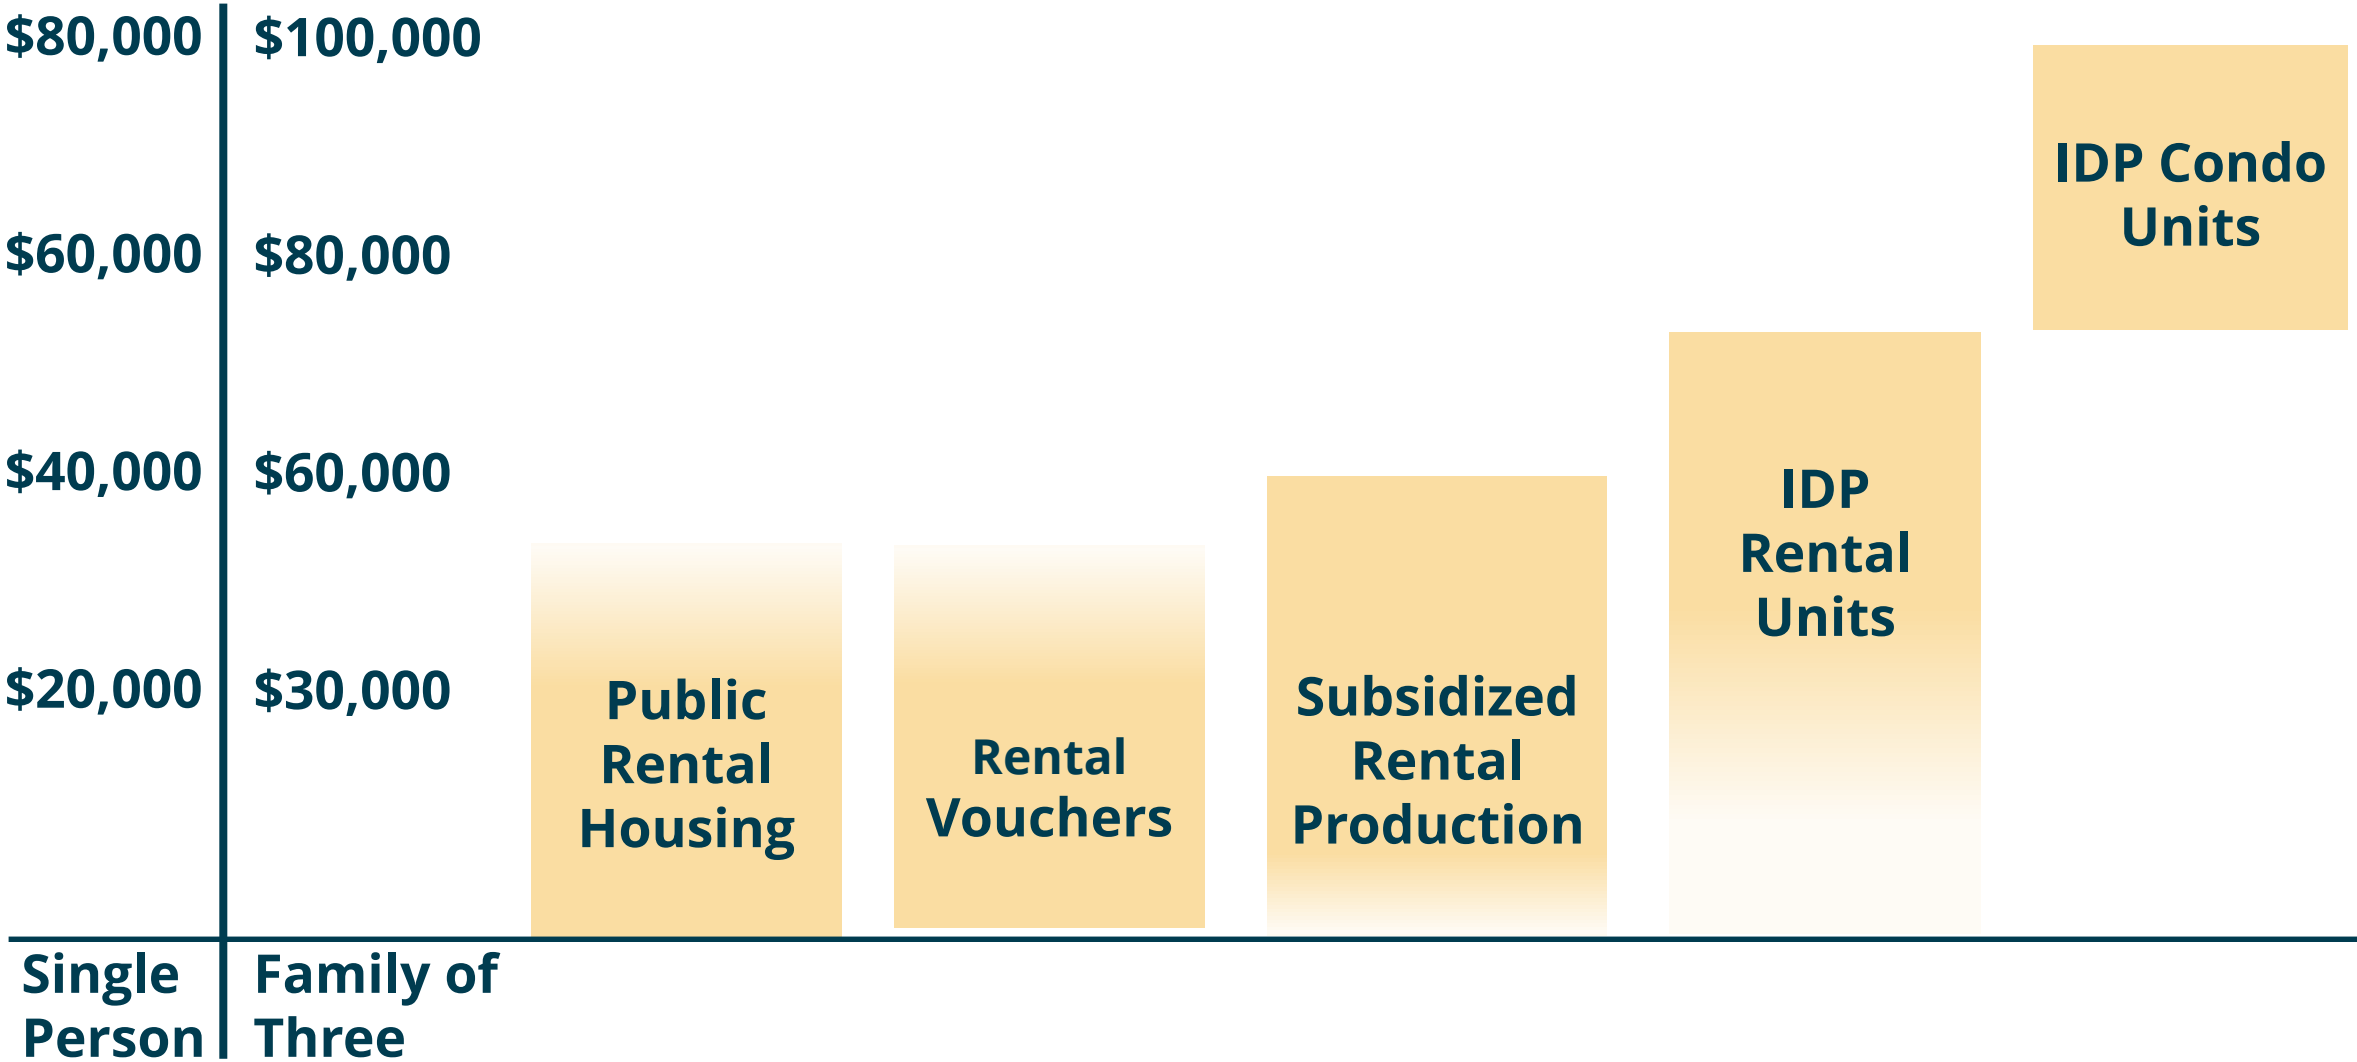 $80,000
$100,000
$60,000
$80,000
$40,000
$60,000
$20,000
$30,000
Single
Person
Family of
Three
Public
Rental
Housing
Rental
Vouchers
Subsidized
Rental
Production
IDP
Rental
Units
IDP Condo
Units